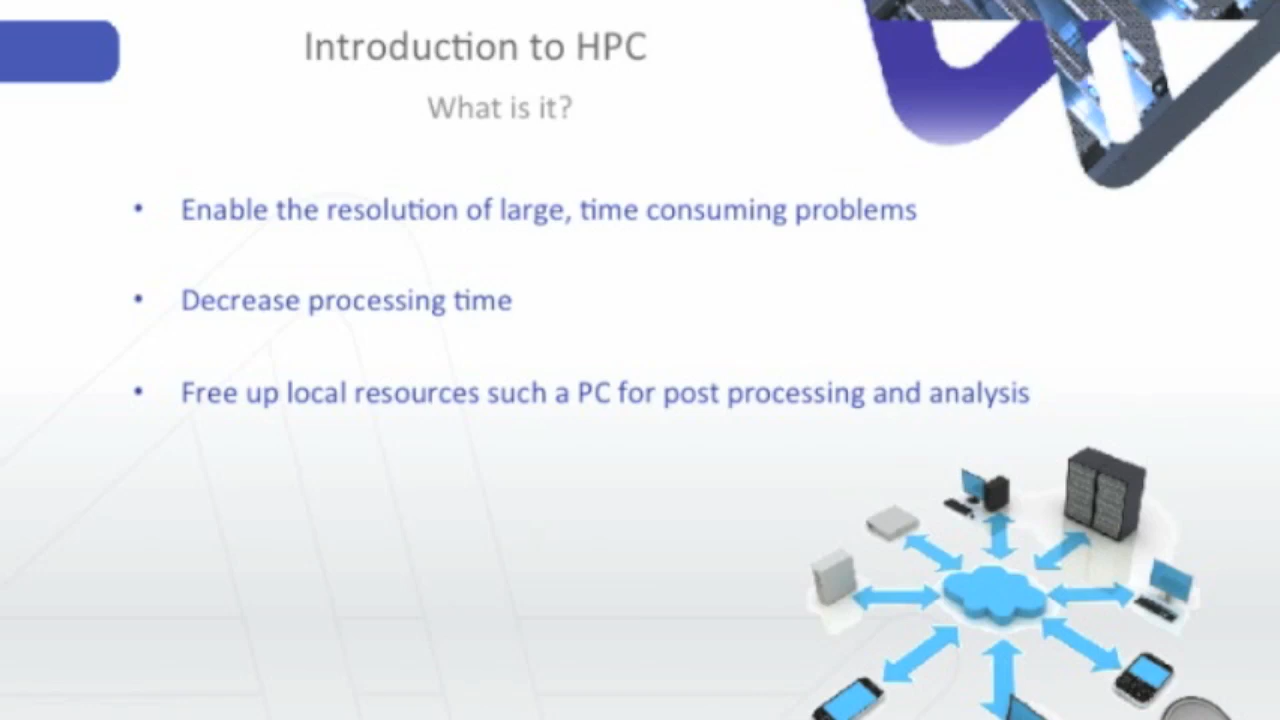 Introduction to HPC
What is it?
• Enable the resolution of large, time consuming problems
• Decrease processing time
• Free up local resources such a PC for post processing and analysis